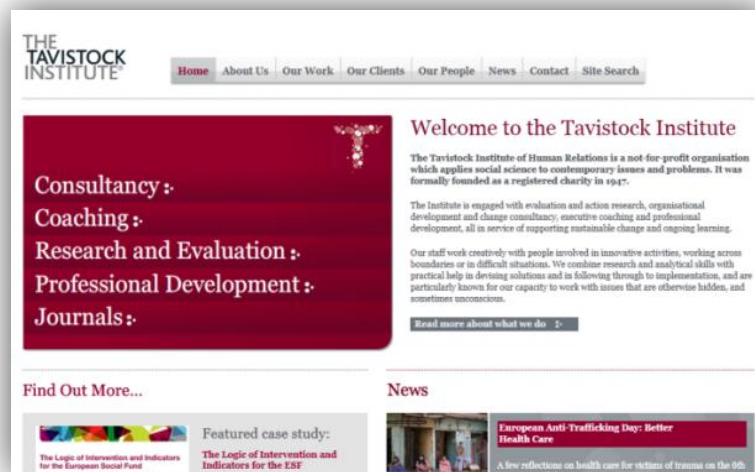 THE
TAVISTOCK
INSTITUTE®
Home About Us Our Work Our Clients Our People News Contact Site Search
Consultancy
Coaching
Research and Evaluation
Professional Development
Journals
Welcome to the Tavistock Institute
The Tavistock Institute of Human Relations is a not-for-profit organisation
which applies social science to contemporary issues and problems. It was
formally founded as a registered charity in 1947.
The Institute is engaged with evaluation and action research, organisational
development and change consultancy, executive coaching and professional
development, all in service of supporting sustainable change and ongoing learning.
Our staff work creatively with people involved in innovative activities, working across
boundaries or in difficult situations. We combine research and analytical skills with
practical help in devising solutions and in following through to implementation, and are
particularly known for our capacity to work with issues that are otherwise hidden, and
sometimes unconscious.
Read more about what we do
Find Out More...
The Logic of Intervention and Indicators
for the European Social Fund
Featured case study:
The Logic of Intervention and
Indicators for the ESF
News
European Anti-Trafficking Day: Better
Health Care
A few reflections on health care for victims of trauma on the 8th